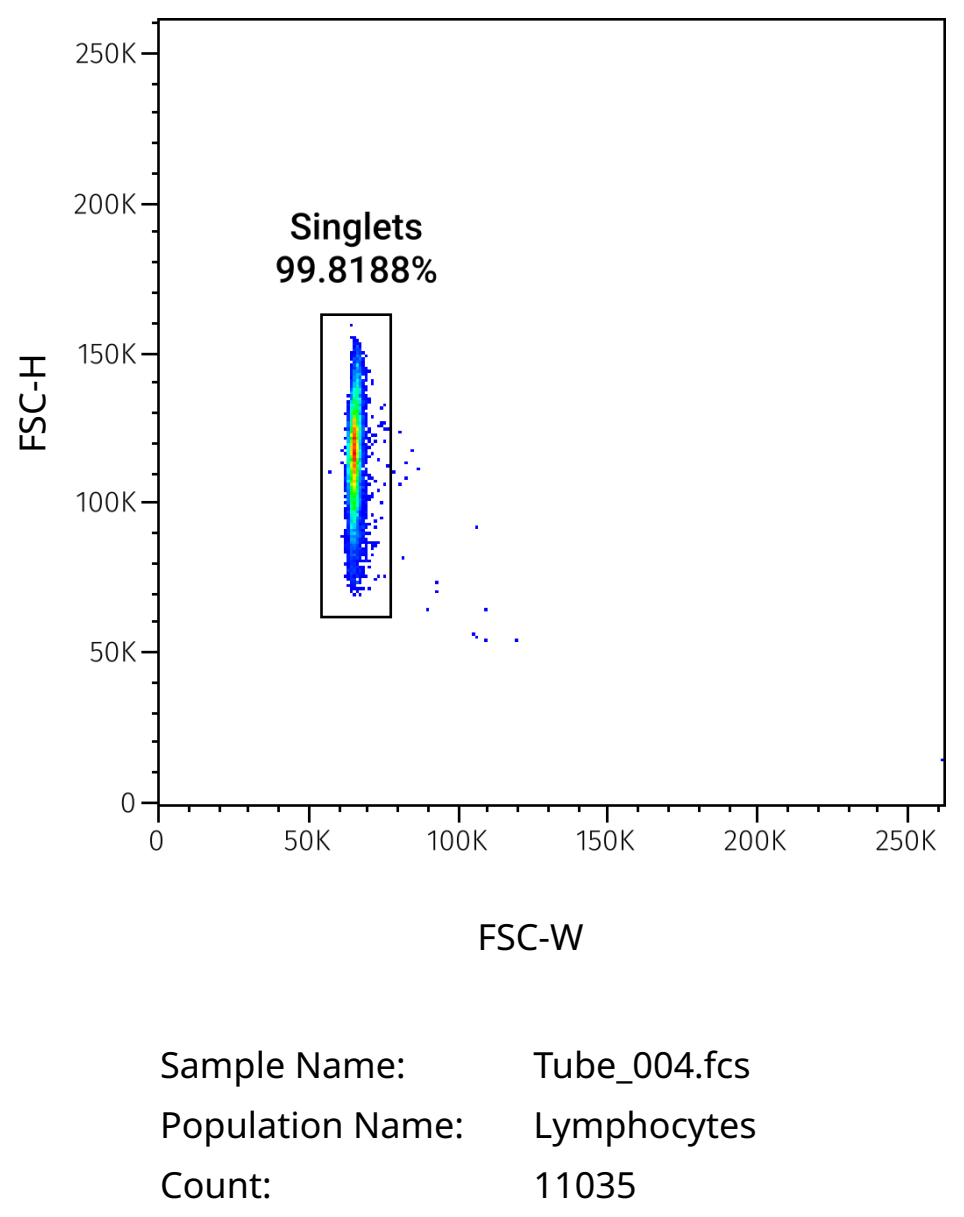 250K
200K
Singlets
99.8188%
150K
FSC-H
100K
50K
0
0 50K 100K 150K 200K 250K
FSC-W
Sample Name: Tube_004.fcs
Population Name: Lymphocytes
Count: 11035